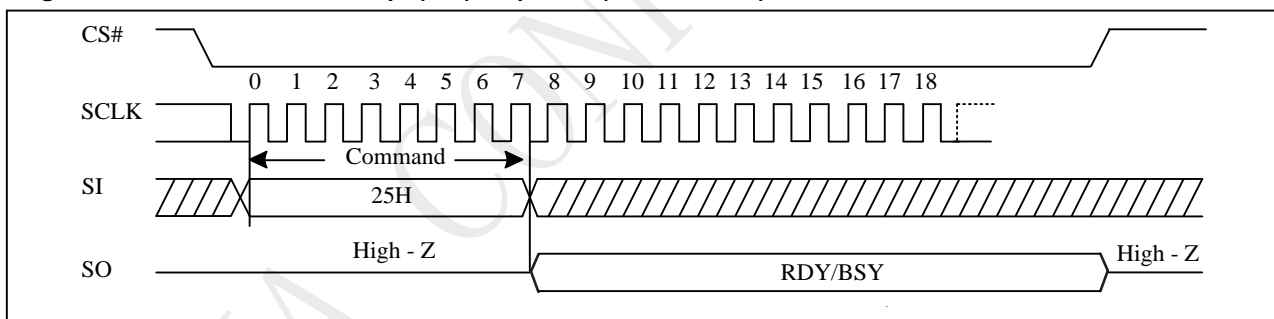 CS#
0 1 2 3 4 5 6 7 8 9 10 11 12 13 14 15 16 17 18
SCLK
Command
SI
25H
High - Z
High - Z
SO
RDY/BSY